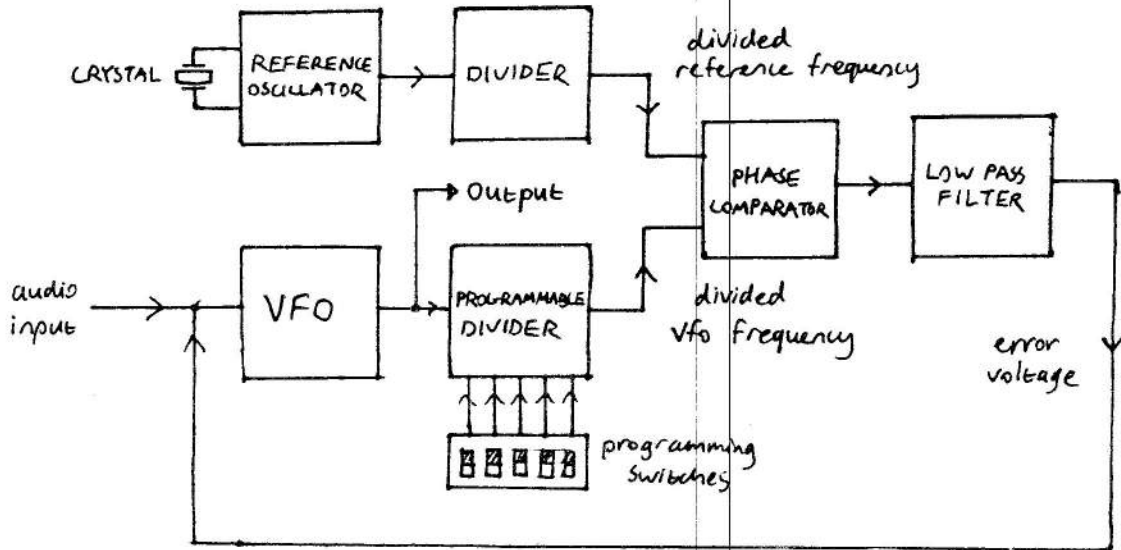 CRYSTAL
REFERENCE
OSCILLATOR
DIVIDER
divided
reference frequency
PHASE
COMPARATOR
LOW PASS
FILTER
Output
audio
input
VFO
PROGRAMMABLE
DIVIDER
divided
vfo frequency
error
voltage
programming
switches